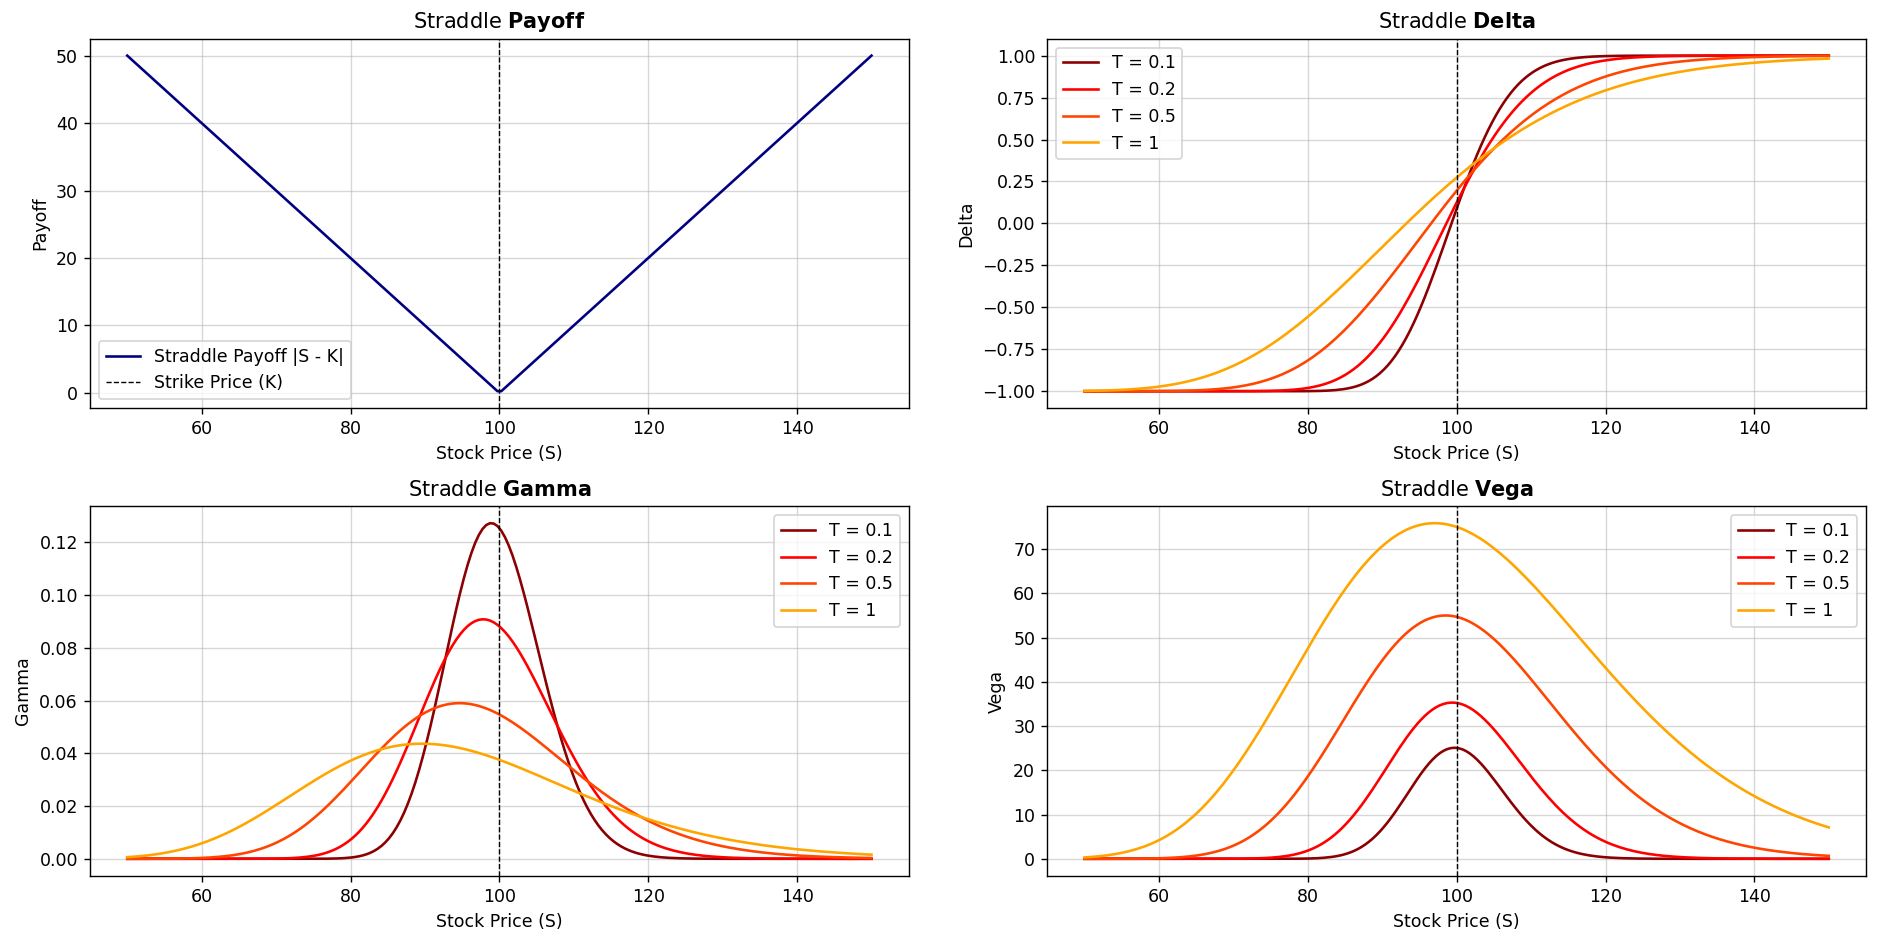 Straddle Payoff
Payoff
50
40
30
20
10
0
Straddle Payoff |S - K|
Strike Price (K)
60 80 100 120 140
Stock Price (S)
Straddle Delta
Delta
1.00
0.75
0.50
0.25
0.00
−0.25
−0.50
−0.75
−1.00
T = 0.1
T = 0.2
T = 0.5
T = 1
60 80 100 120 140
Stock Price (S)
Straddle Gamma
Gamma
0.12
0.10
0.08
0.06
0.04
0.02
0.00
T = 0.1
T = 0.2
T = 0.5
T = 1
60 80 100 120 140
Stock Price (S)
Straddle Vega
Vega
70
60
50
40
30
20
10
0
T = 0.1
T = 0.2
T = 0.5
T = 1
60 80 100 120 140
Stock Price (S)